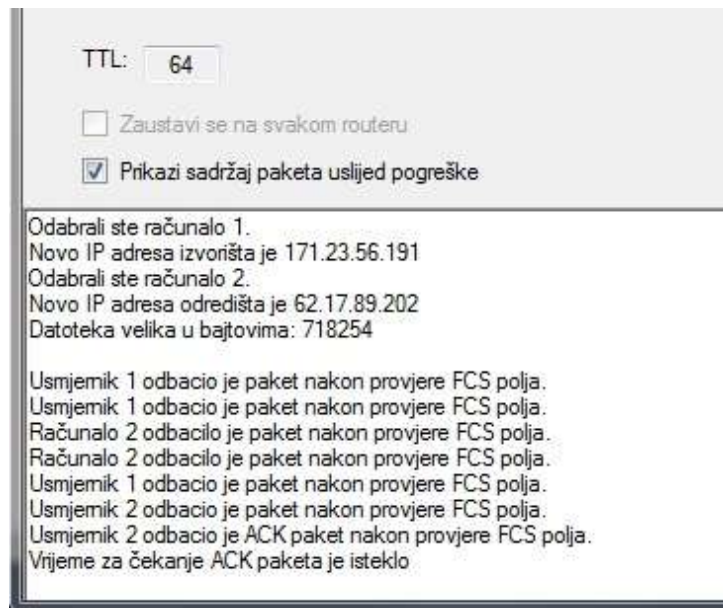 TTL: 64
Zaustavi se na svakom routeru
Prikazi sadržaj paketa uslijed pogreške
Odabrali ste računalo 1.
Novo IP adresa izvorišta je 171.23.56.191
Odabrali ste računalo 2.
Novo IP adresa odredišta je 62.17.89.202
Datoteka velika u bajtovima: 718254
Usmjernik 1 odbacio je paket nakon provjere FCS polja.
Usmjernik 1 odbacio je paket nakon provjere FCS polja.
Računalo 2 odbacilo je paket nakon provjere FCS polja.
Računalo 2 odbacilo je paket nakon provjere FCS polja.
Usmjernik 1 odbacio je paket nakon provjere FCS polja.
Usmjernik 2 odbacio je paket nakon provjere FCS polja.
Usmjernik 2 odbacio je ACK paket nakon provjere FCS polja.
Vrijeme za čekanje ACK paketa je isteklo